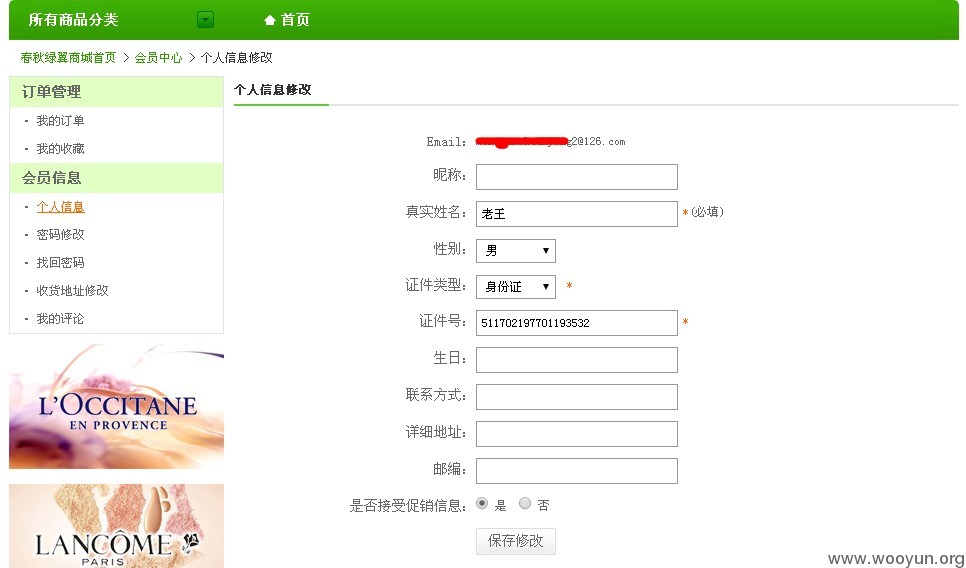 所有商品分类
首页
春秋绿翼商城首页 > 会员中心 > 个人信息修改
订单管理
· 我的订单
· 我的收藏
会员信息
· 个人信息
· 密码修改
· 找回密码
· 收货地址修改
· 我的评论
L'OCCITANE
EN PROVENCE
LANCÔME
PARIS
个人信息修改
Email: 2@126.com
昵称:
真实姓名: 老王 *(必填)
性别: 男
证件类型: 身份证 *
证件号: 511702197701193532 *
生日:
联系方式:
详细地址:
邮编:
是否接受促销信息: 是 否
保存修改
www.wooyun.org